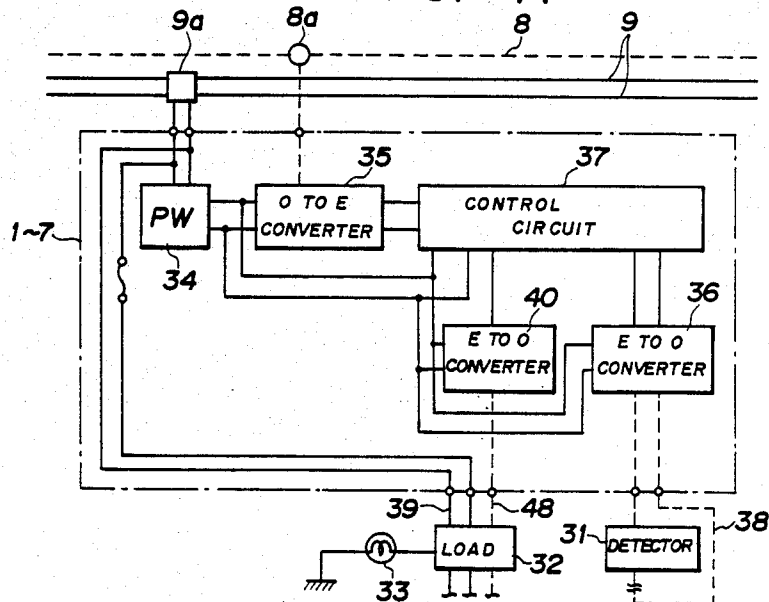 9a
8a
8
9
35
37
PW
O TO E
CONVERTER
CONTROL
CIRCUIT
1~7
34
40
36
E TO O
CONVERTER
E TO O
CONVERTER
39
48
38
31
LOAD
32
DETECTOR
33